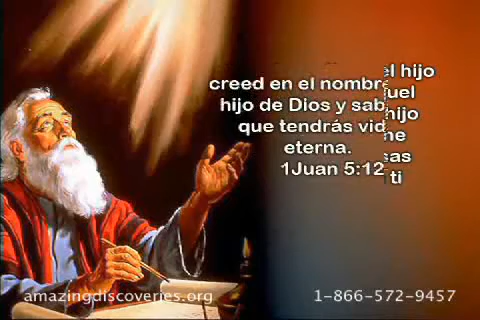 creed en el nombr
hijo de Dios y sab
que tendrás vid
eterna.
1Juan 5:12
el hijo
uel
hijo
ne
as
ti
amazingdiscoveries.org
1-866-572-9457